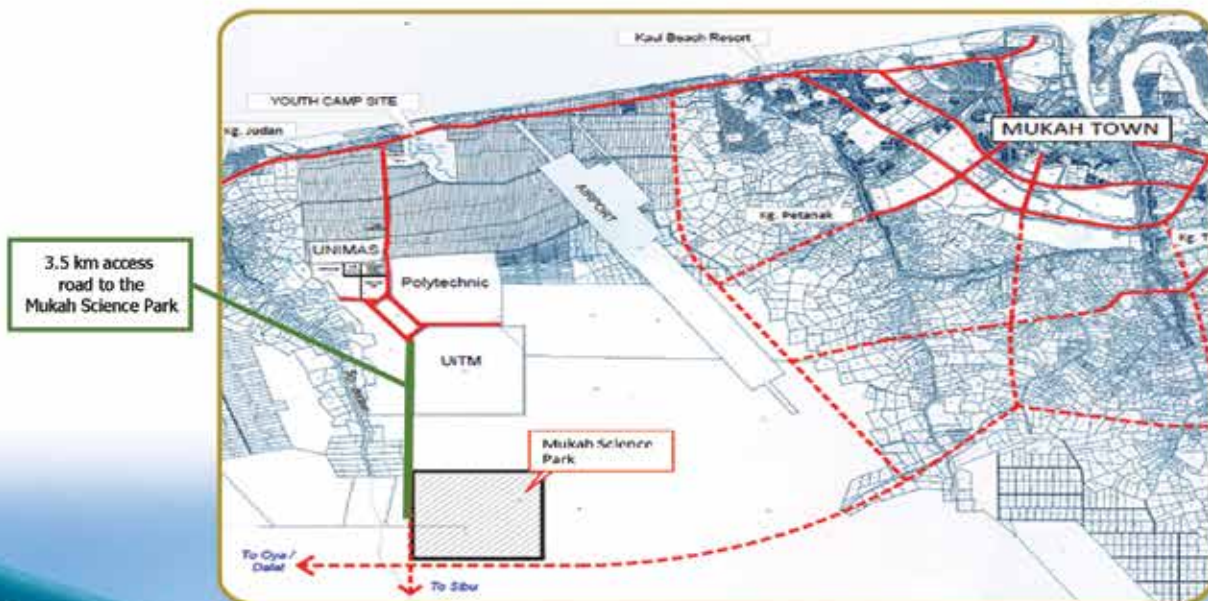 Kaul Beach Resort
YOUTH CAMP SITE
Kg. Judan
MUKAH TOWN
AIRPORT
Kg. Petanak
Kg. T
UNIMAS
Polytechnic
3.5 km access
road to the
Mukah Science Park
UiTM
Mukah Science
Park
To Oya /
Dalat
To Sibu